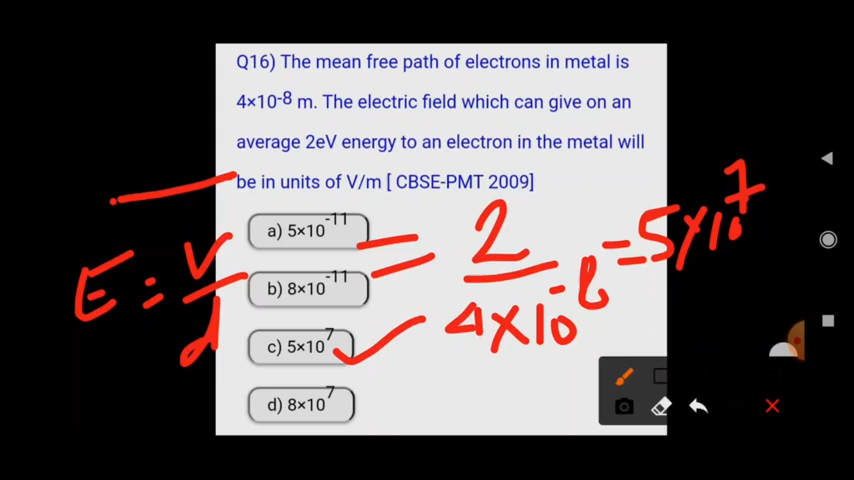 Q16) The mean free path of electrons in metal is
4×10-8 m. The electric field which can give on an
average 2eV energy to an electron in the metal will
be in units of V/m [ CBSE-PMT 2009]
a) 5×10-11
b) 8×10-11
c) 5×107
d) 8×107
E = V/d = 2/4×10-8 = 5×107